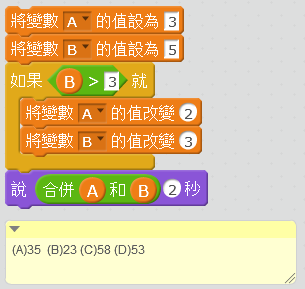 將變數 A 的值設為 3
將變數 B 的值設為 5
如果 B > 3 就
將變數 A 的值改變 2
將變數 B 的值改變 3
說 合併 A 和 B 2 秒
(A)35 (B)23 (C)58 (D)53